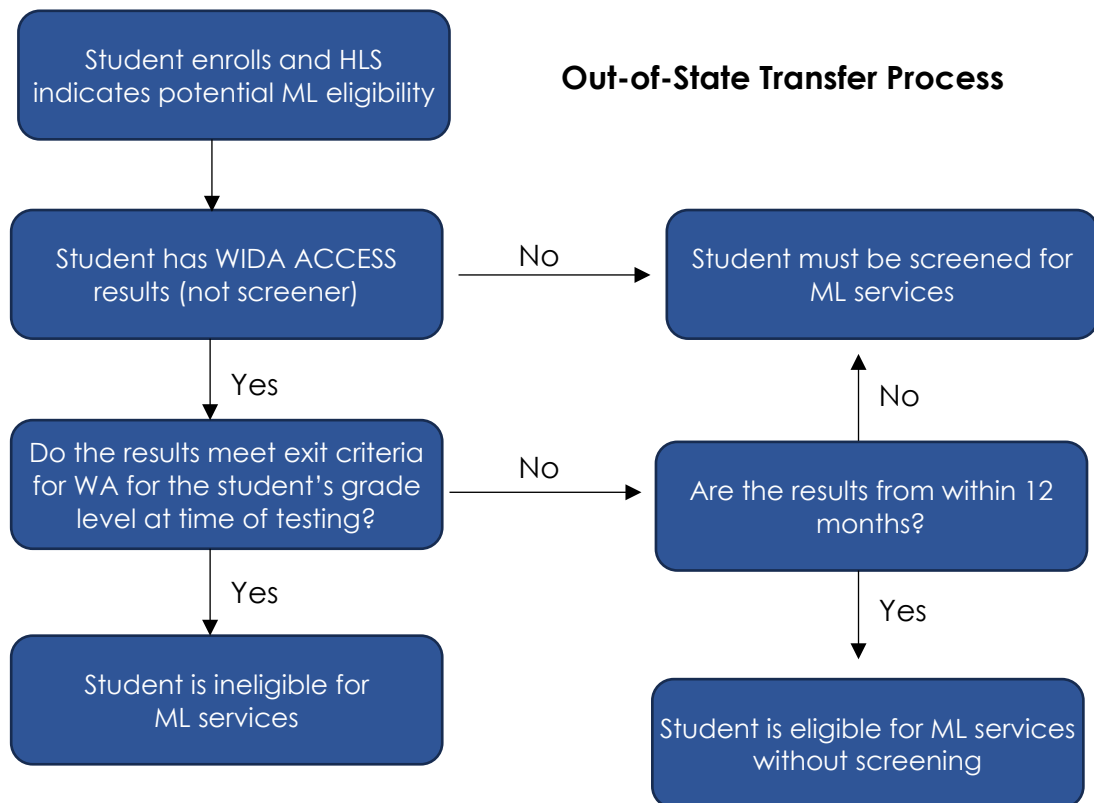 Out-of-State Transfer Process
Student enrolls and HLS
indicates potential ML eligibility
Student has WIDA ACCESS
results (not screener)
No
Student must be screened for
ML services
Yes
No
Do the results meet exit criteria
for WA for the student’s grade
level at time of testing?
No
Are the results from within 12
months?
Yes
Yes
Student is ineligible for
ML services
Student is eligible for ML services
without screening